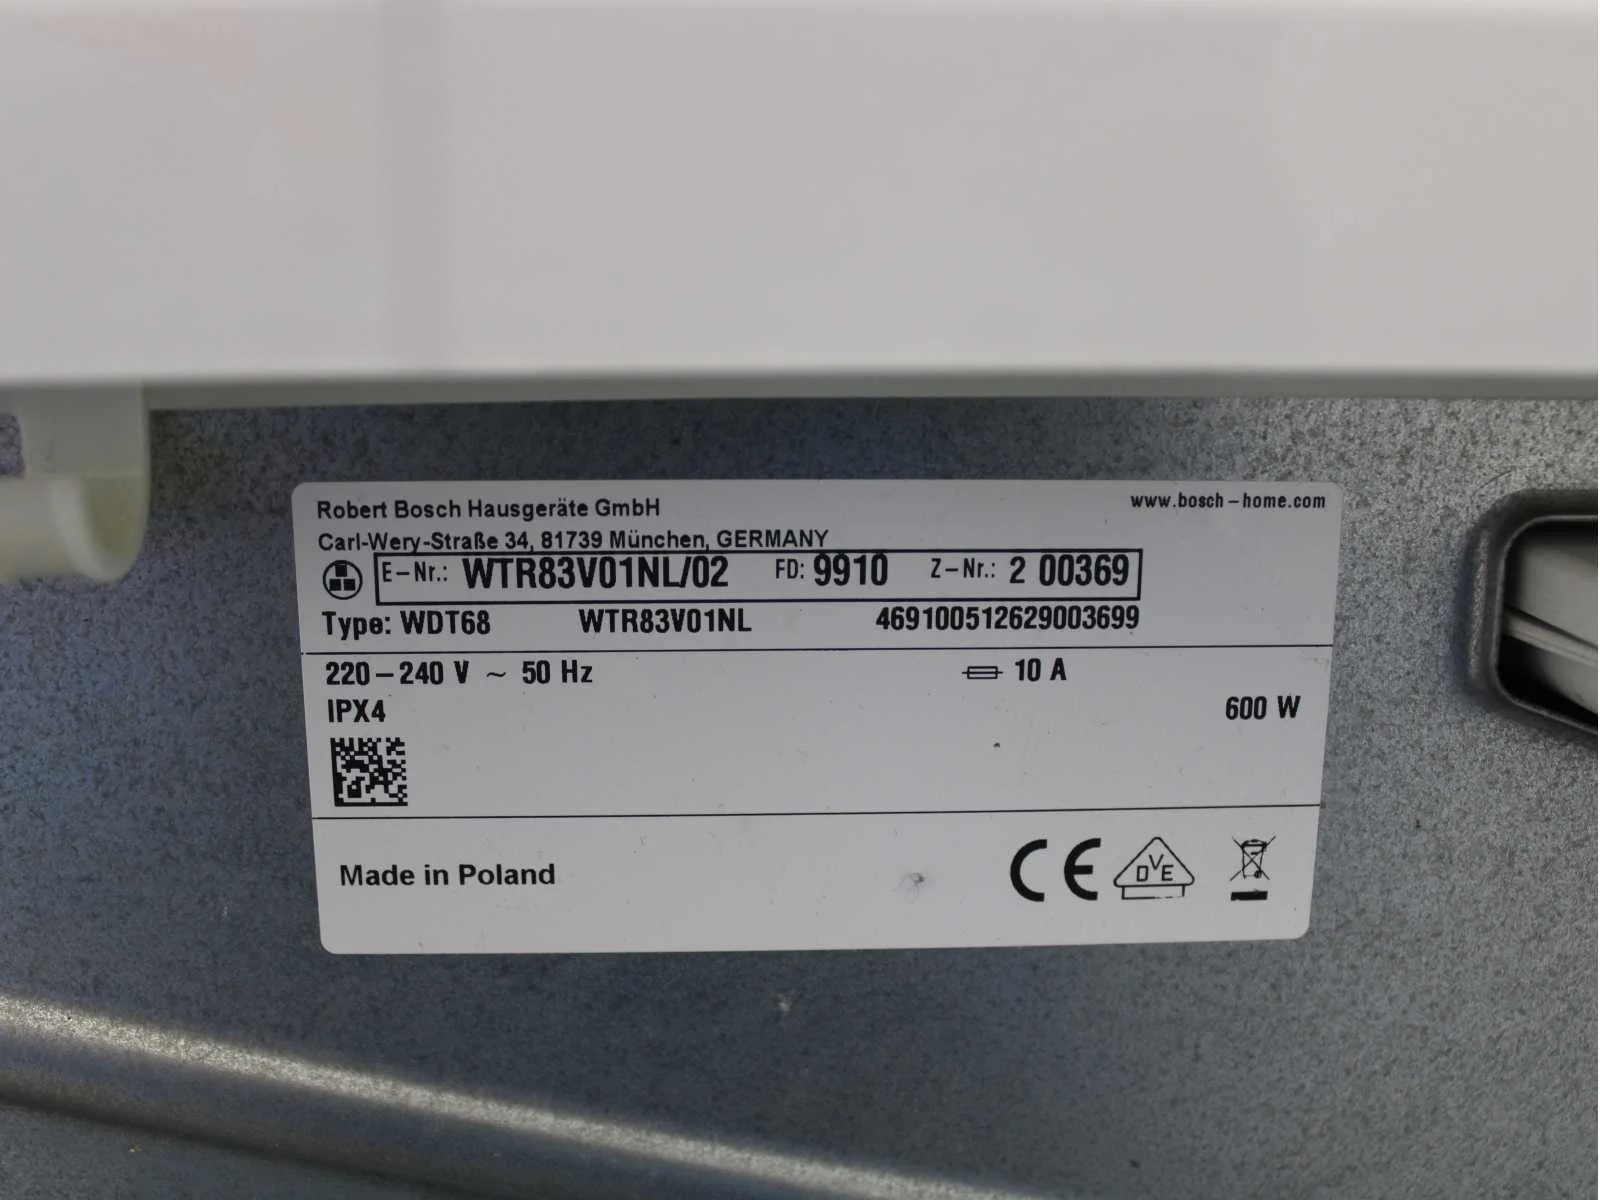 Robert Bosch Hausgeräte GmbH www.bosch-home.com
Carl-Wery-Straße 34, 81739 München, GERMANY
E-Nr.: WTR83V01NL/02 FD: 9910 Z-Nr.: 2 00369
Type: WDT68 WTR83V01NL 469100512629003699
220-240 V ~ 50 Hz 10 A
IPX4 600 W
Made in Poland CE DVE